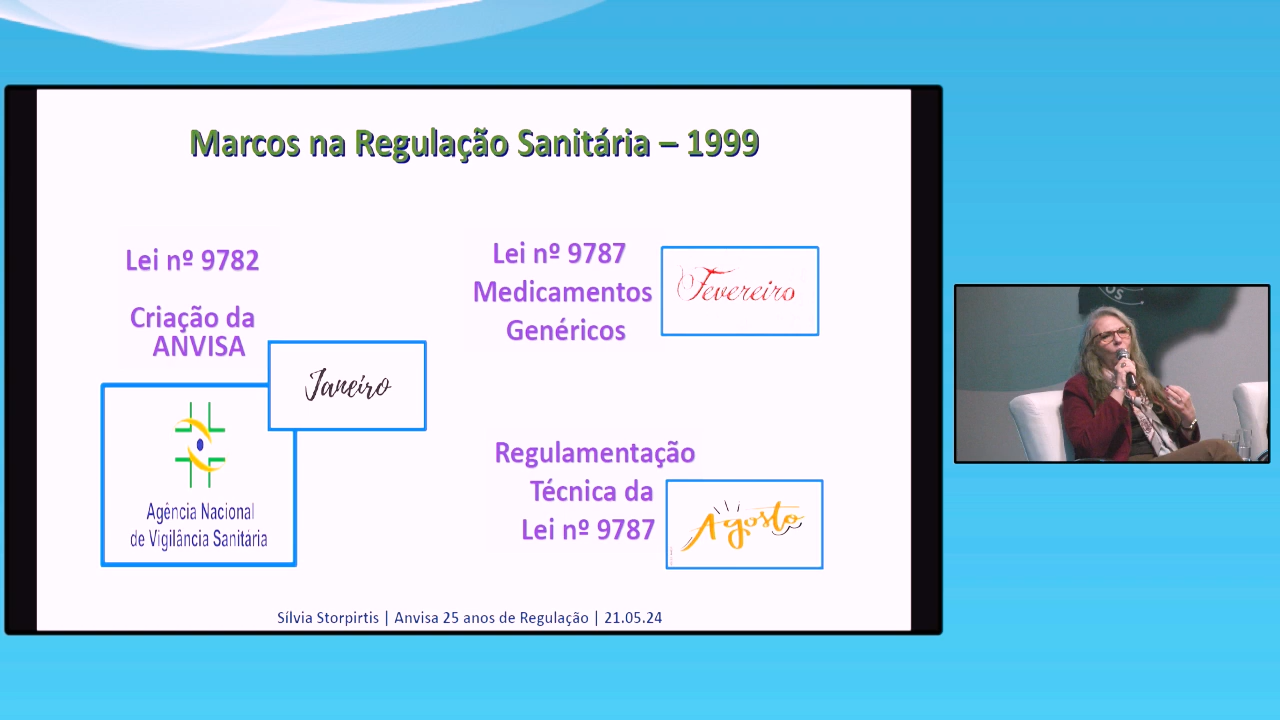 Marcos na Regulação Sanitária – 1999
Lei nº 9782
Criação da
ANVISA
Janeiro
Agência Nacional
de Vigilância Sanitária
Lei nº 9787
Medicamentos
Genéricos
Fevereiro
Regulamentação
Técnica da
Lei nº 9787
Agosto
Sílvia Storpirtis | Anvisa 25 anos de Regulação | 21.05.24